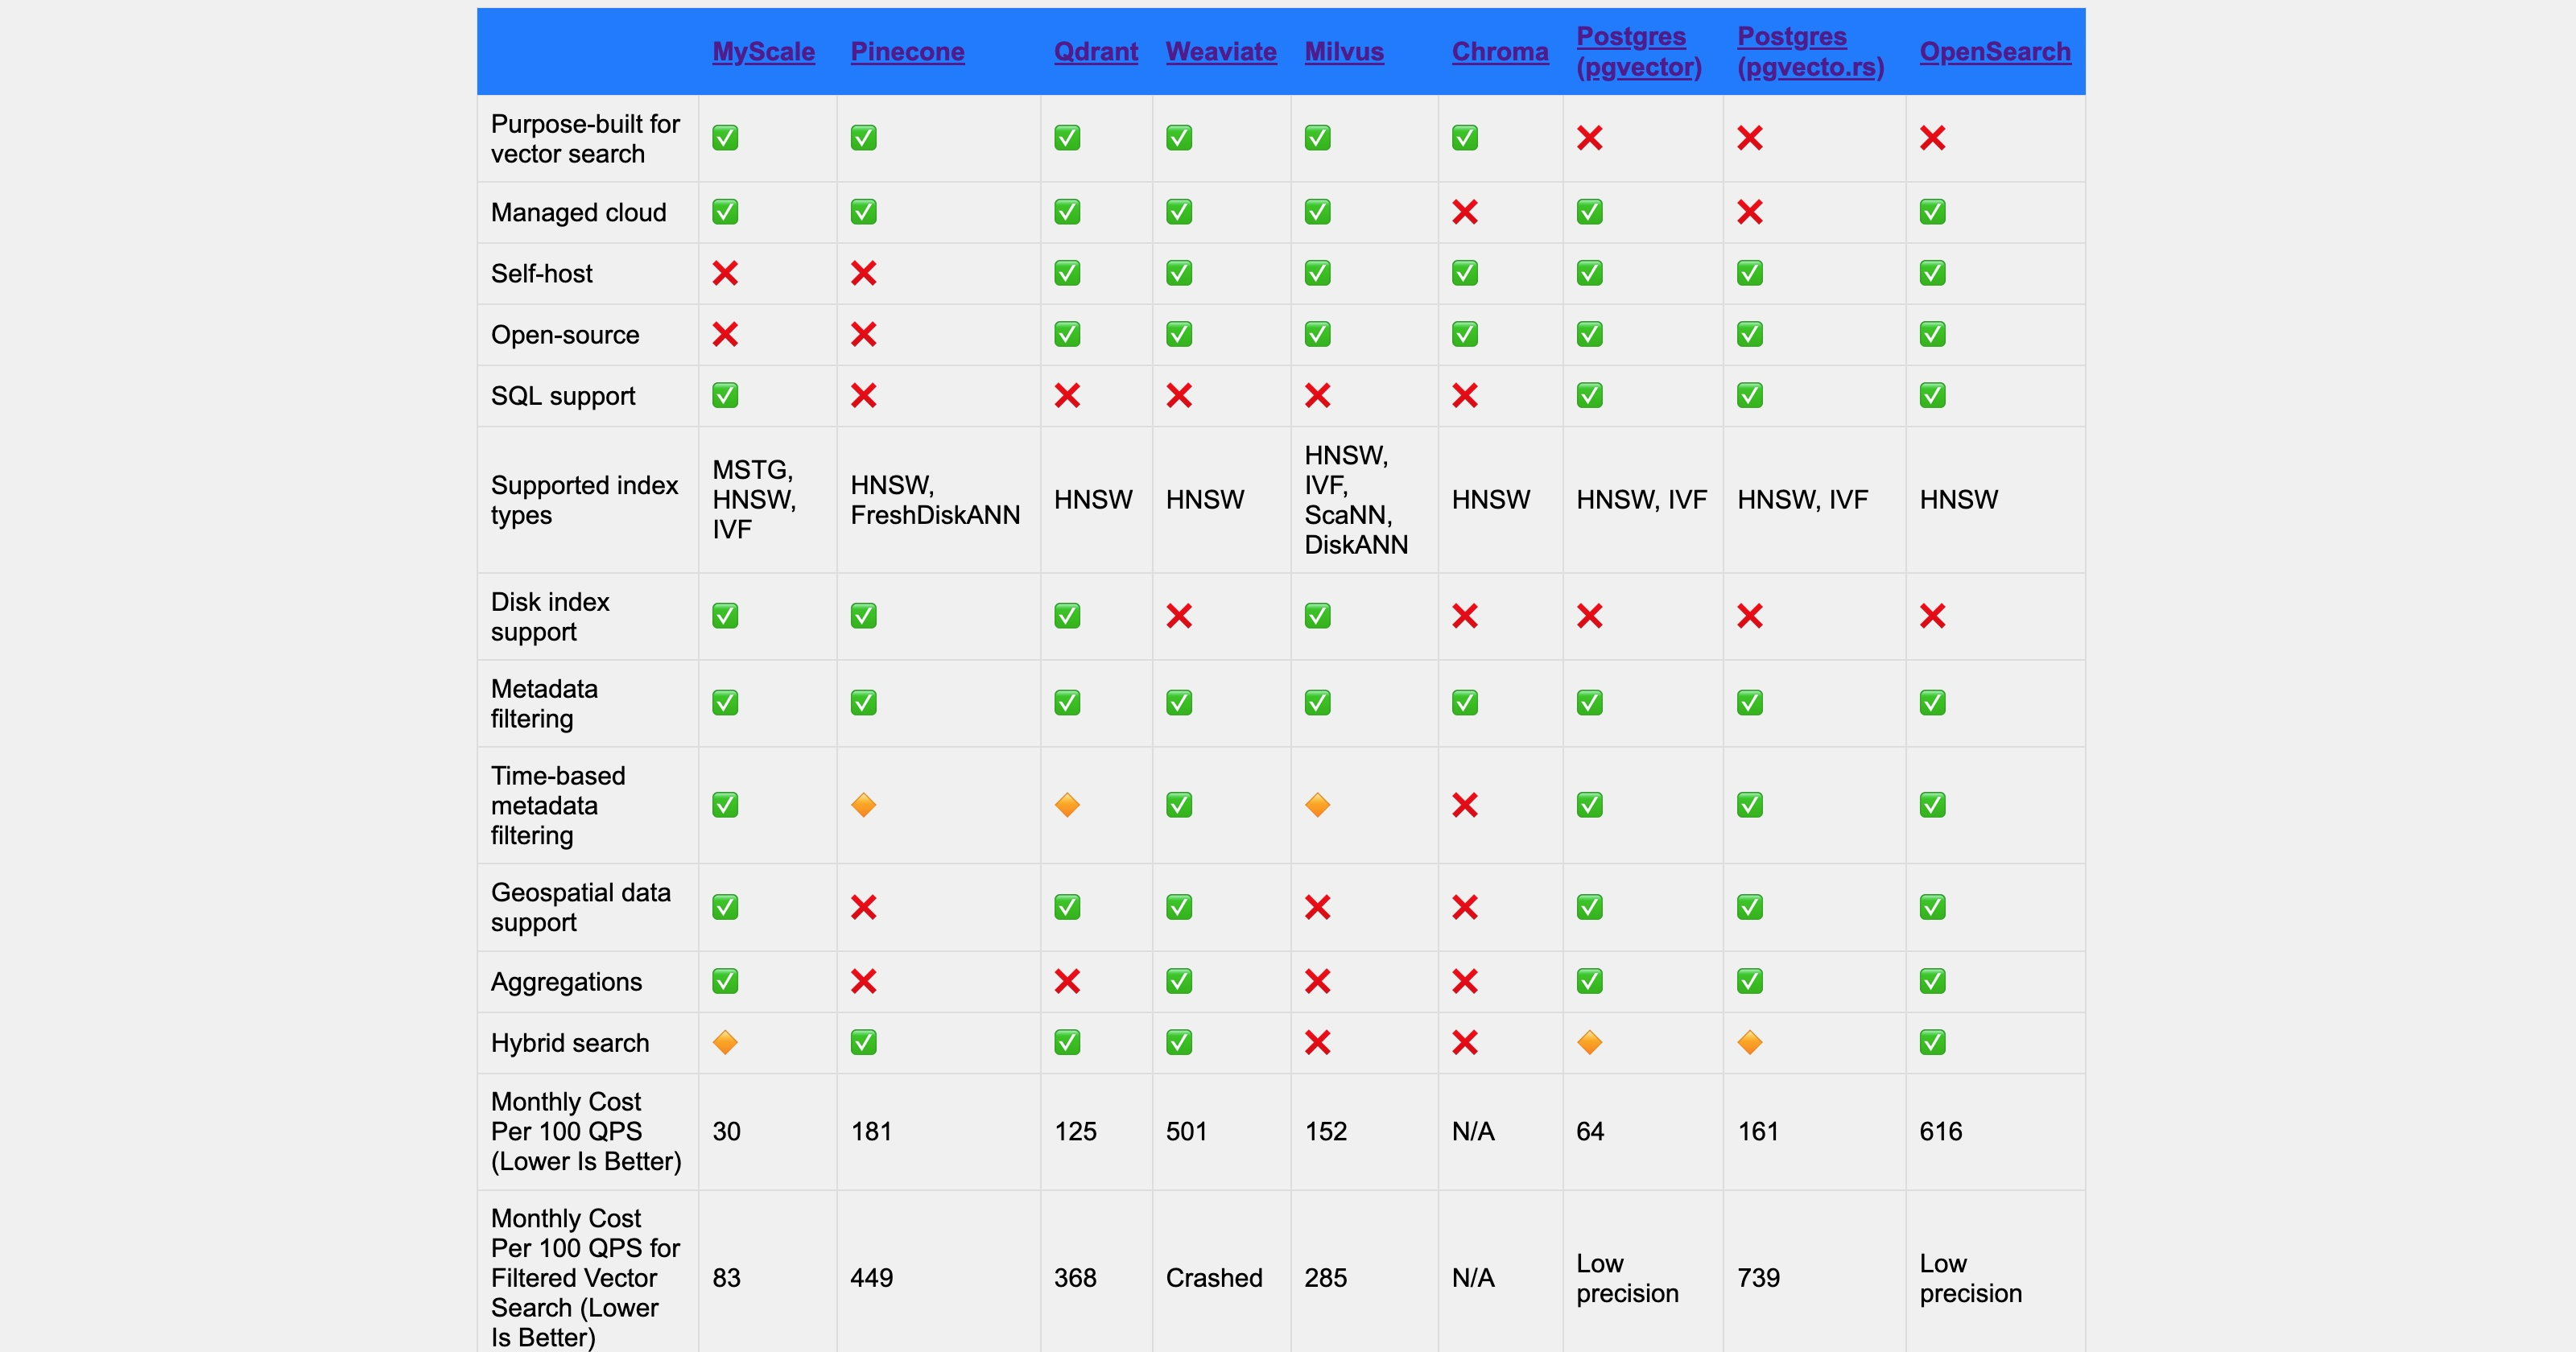 MyScale Pinecone Qdrant Weaviate Milvus Chroma Postgres (pgvector) Postgres (pgvecto.rs) OpenSearch
Purpose-built for vector search ✅ ✅ ✅ ✅ ✅ ✅ ❌ ❌ ❌
Managed cloud ✅ ✅ ✅ ✅ ✅ ❌ ✅ ❌ ✅
Self-host ❌ ❌ ✅ ✅ ✅ ✅ ✅ ✅ ✅
Open-source ❌ ❌ ✅ ✅ ✅ ✅ ✅ ✅ ✅
SQL support ✅ ❌ ❌ ❌ ❌ ❌ ✅ ✅ ✅
Supported index types MSTG, HNSW, IVF HNSW, FreshDiskANN HNSW HNSW HNSW, IVF, ScaNN, DiskANN HNSW HNSW, IVF HNSW, IVF HNSW
Disk index support ✅ ✅ ✅ ❌ ✅ ❌ ❌ ❌ ❌
Metadata filtering ✅ ✅ ✅ ✅ ✅ ✅ ✅ ✅ ✅
Time-based metadata filtering ✅ 🔶 🔶 ✅ 🔶 ❌ ✅ ✅ ✅
Geospatial data support ✅ ❌ ✅ ✅ ❌ ❌ ✅ ✅ ✅
Aggregations ✅ ❌ ❌ ✅ ❌ ❌ ✅ ✅ ✅
Hybrid search 🔶 ✅ ✅ ✅ ❌ ❌ 🔶 🔶 ✅
Monthly Cost Per 100 QPS (Lower Is Better) 30 181 125 501 152 N/A 64 161 616
Monthly Cost Per 100 QPS for Filtered Vector Search (Lower Is Better) 83 449 368 Crashed 285 N/A Low precision 739 Low precision